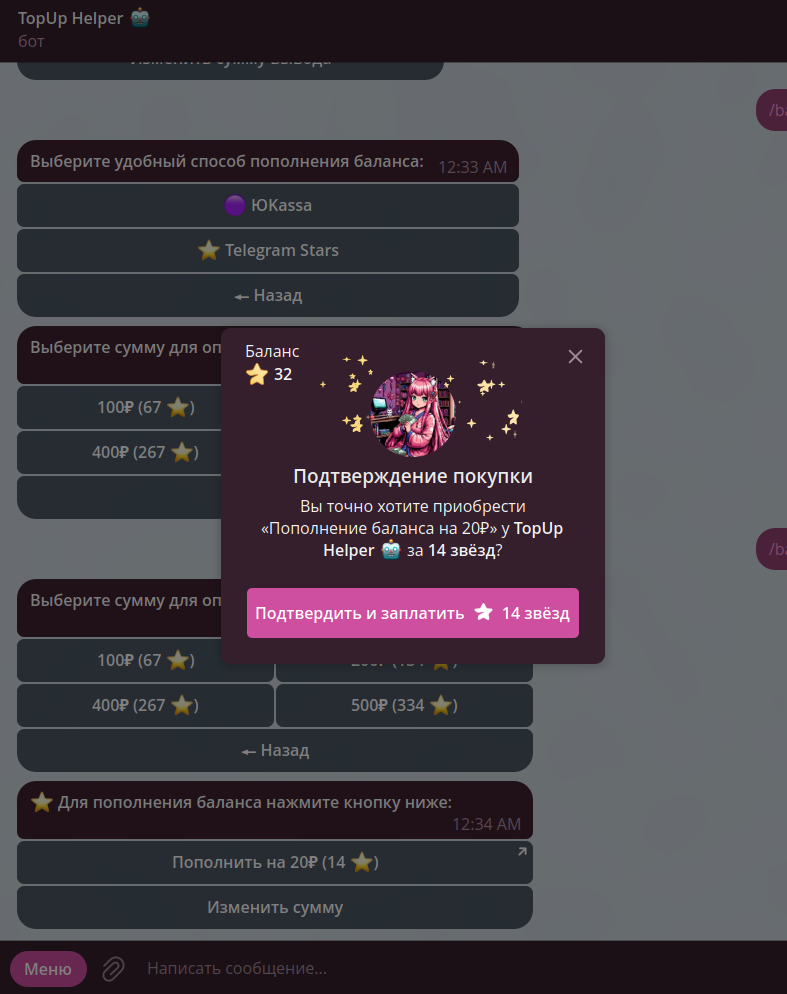 TopUp Helper 🤖
бот
Изменить сумму вывода
/ba
Выберите удобный способ пополнения баланса:
12:33 AM
🟣 ЮKassa
⭐ Telegram Stars
← Назад
Выберите сумму для оп
100₽ (67 ⭐)
400₽ (267 ⭐)
Баланс
⭐ 32
Подтверждение покупки
Вы точно хотите приобрести
«Пополнение баланса на 20₽» у TopUp
Helper 🤖 за 14 звёзд?
Подтвердить и заплатить ⭐ 14 звёзд
/ba
Выберите сумму для оп
100₽ (67 ⭐)
400₽ (267 ⭐) 500₽ (334 ⭐)
← Назад
⭐ Для пополнения баланса нажмите кнопку ниже:
12:34 AM
Пополнить на 20₽ (14 ⭐)
Изменить сумму
Меню
Написать сообщение...